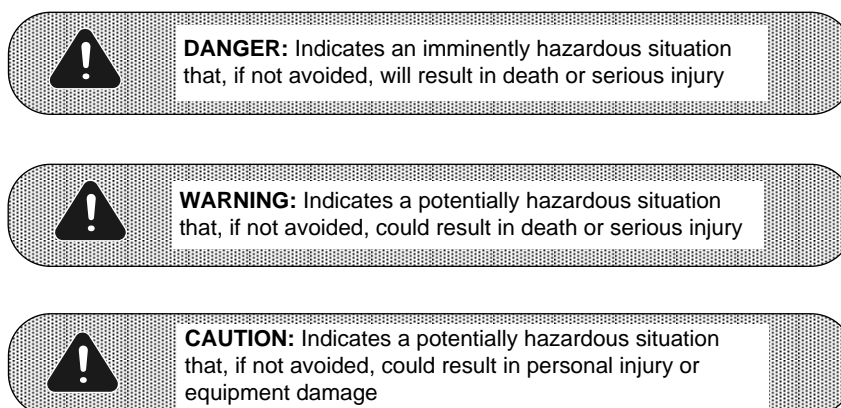 DANGER: Indicates an imminently hazardous situation
that, if not avoided, will result in death or serious injury
WARNING: Indicates a potentially hazardous situation
that, if not avoided, could result in death or serious injury
CAUTION: Indicates a potentially hazardous situation
that, if not avoided, could result in personal injury or
equipment damage